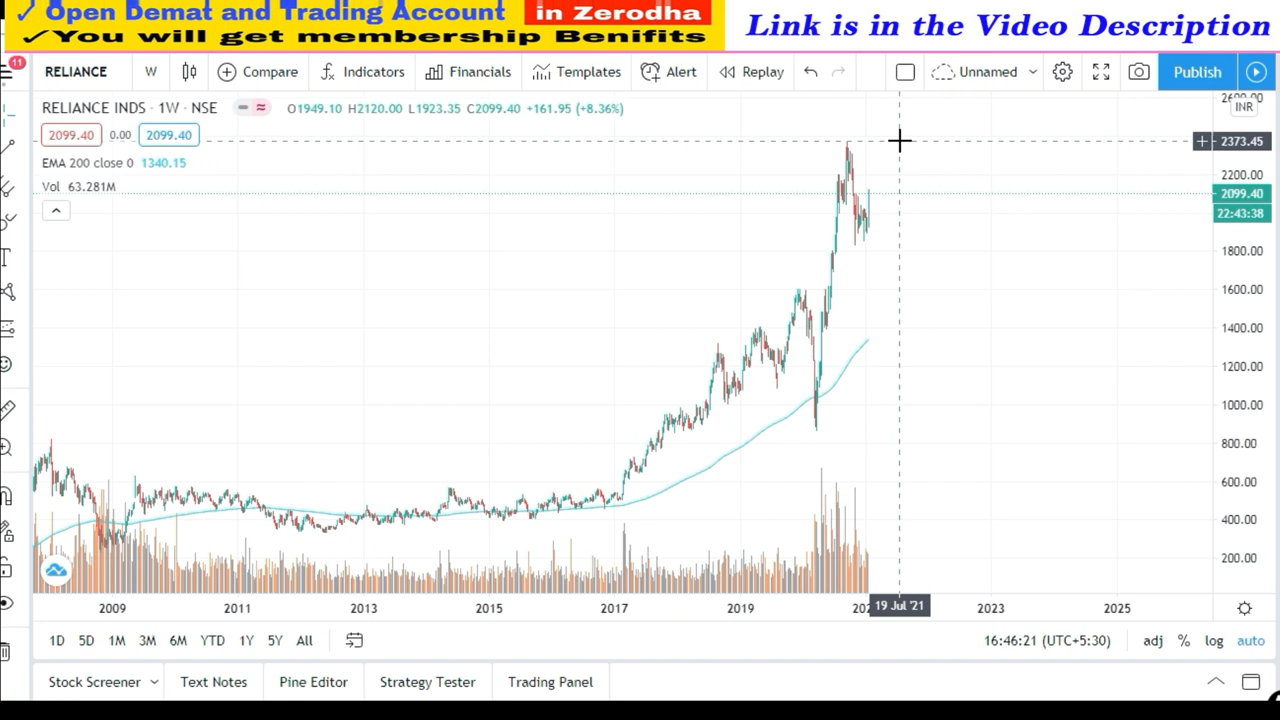 ✓ Open Demat and Trading Account in Zerodha
✓You will get membership Benifits
Link is in the Video Description
11
RELIANCE W Compare Indicators Financials Templates Alert Replay Unnamed Publish
RELIANCE INDS · 1W · NSE O1949.10 H2120.00 L1923.35 C2099.40 +161.95 (+8.36%)
2099.40 0.00 2099.40
EMA 200 close 0 1340.15
Vol 63.281M
2600.00
INR
2373.45
2200.00
2099.40
22:43:38
1800.00
1600.00
1400.00
1200.00
1000.00
800.00
600.00
400.00
200.00
2009 2011 2013 2015 2017 2019 19 Jul '21 2023 2025
1D 5D 1M 3M 6M YTD 1Y 5Y All 16:46:21 (UTC+5:30) adj % log auto
Stock Screener Text Notes Pine Editor Strategy Tester Trading Panel